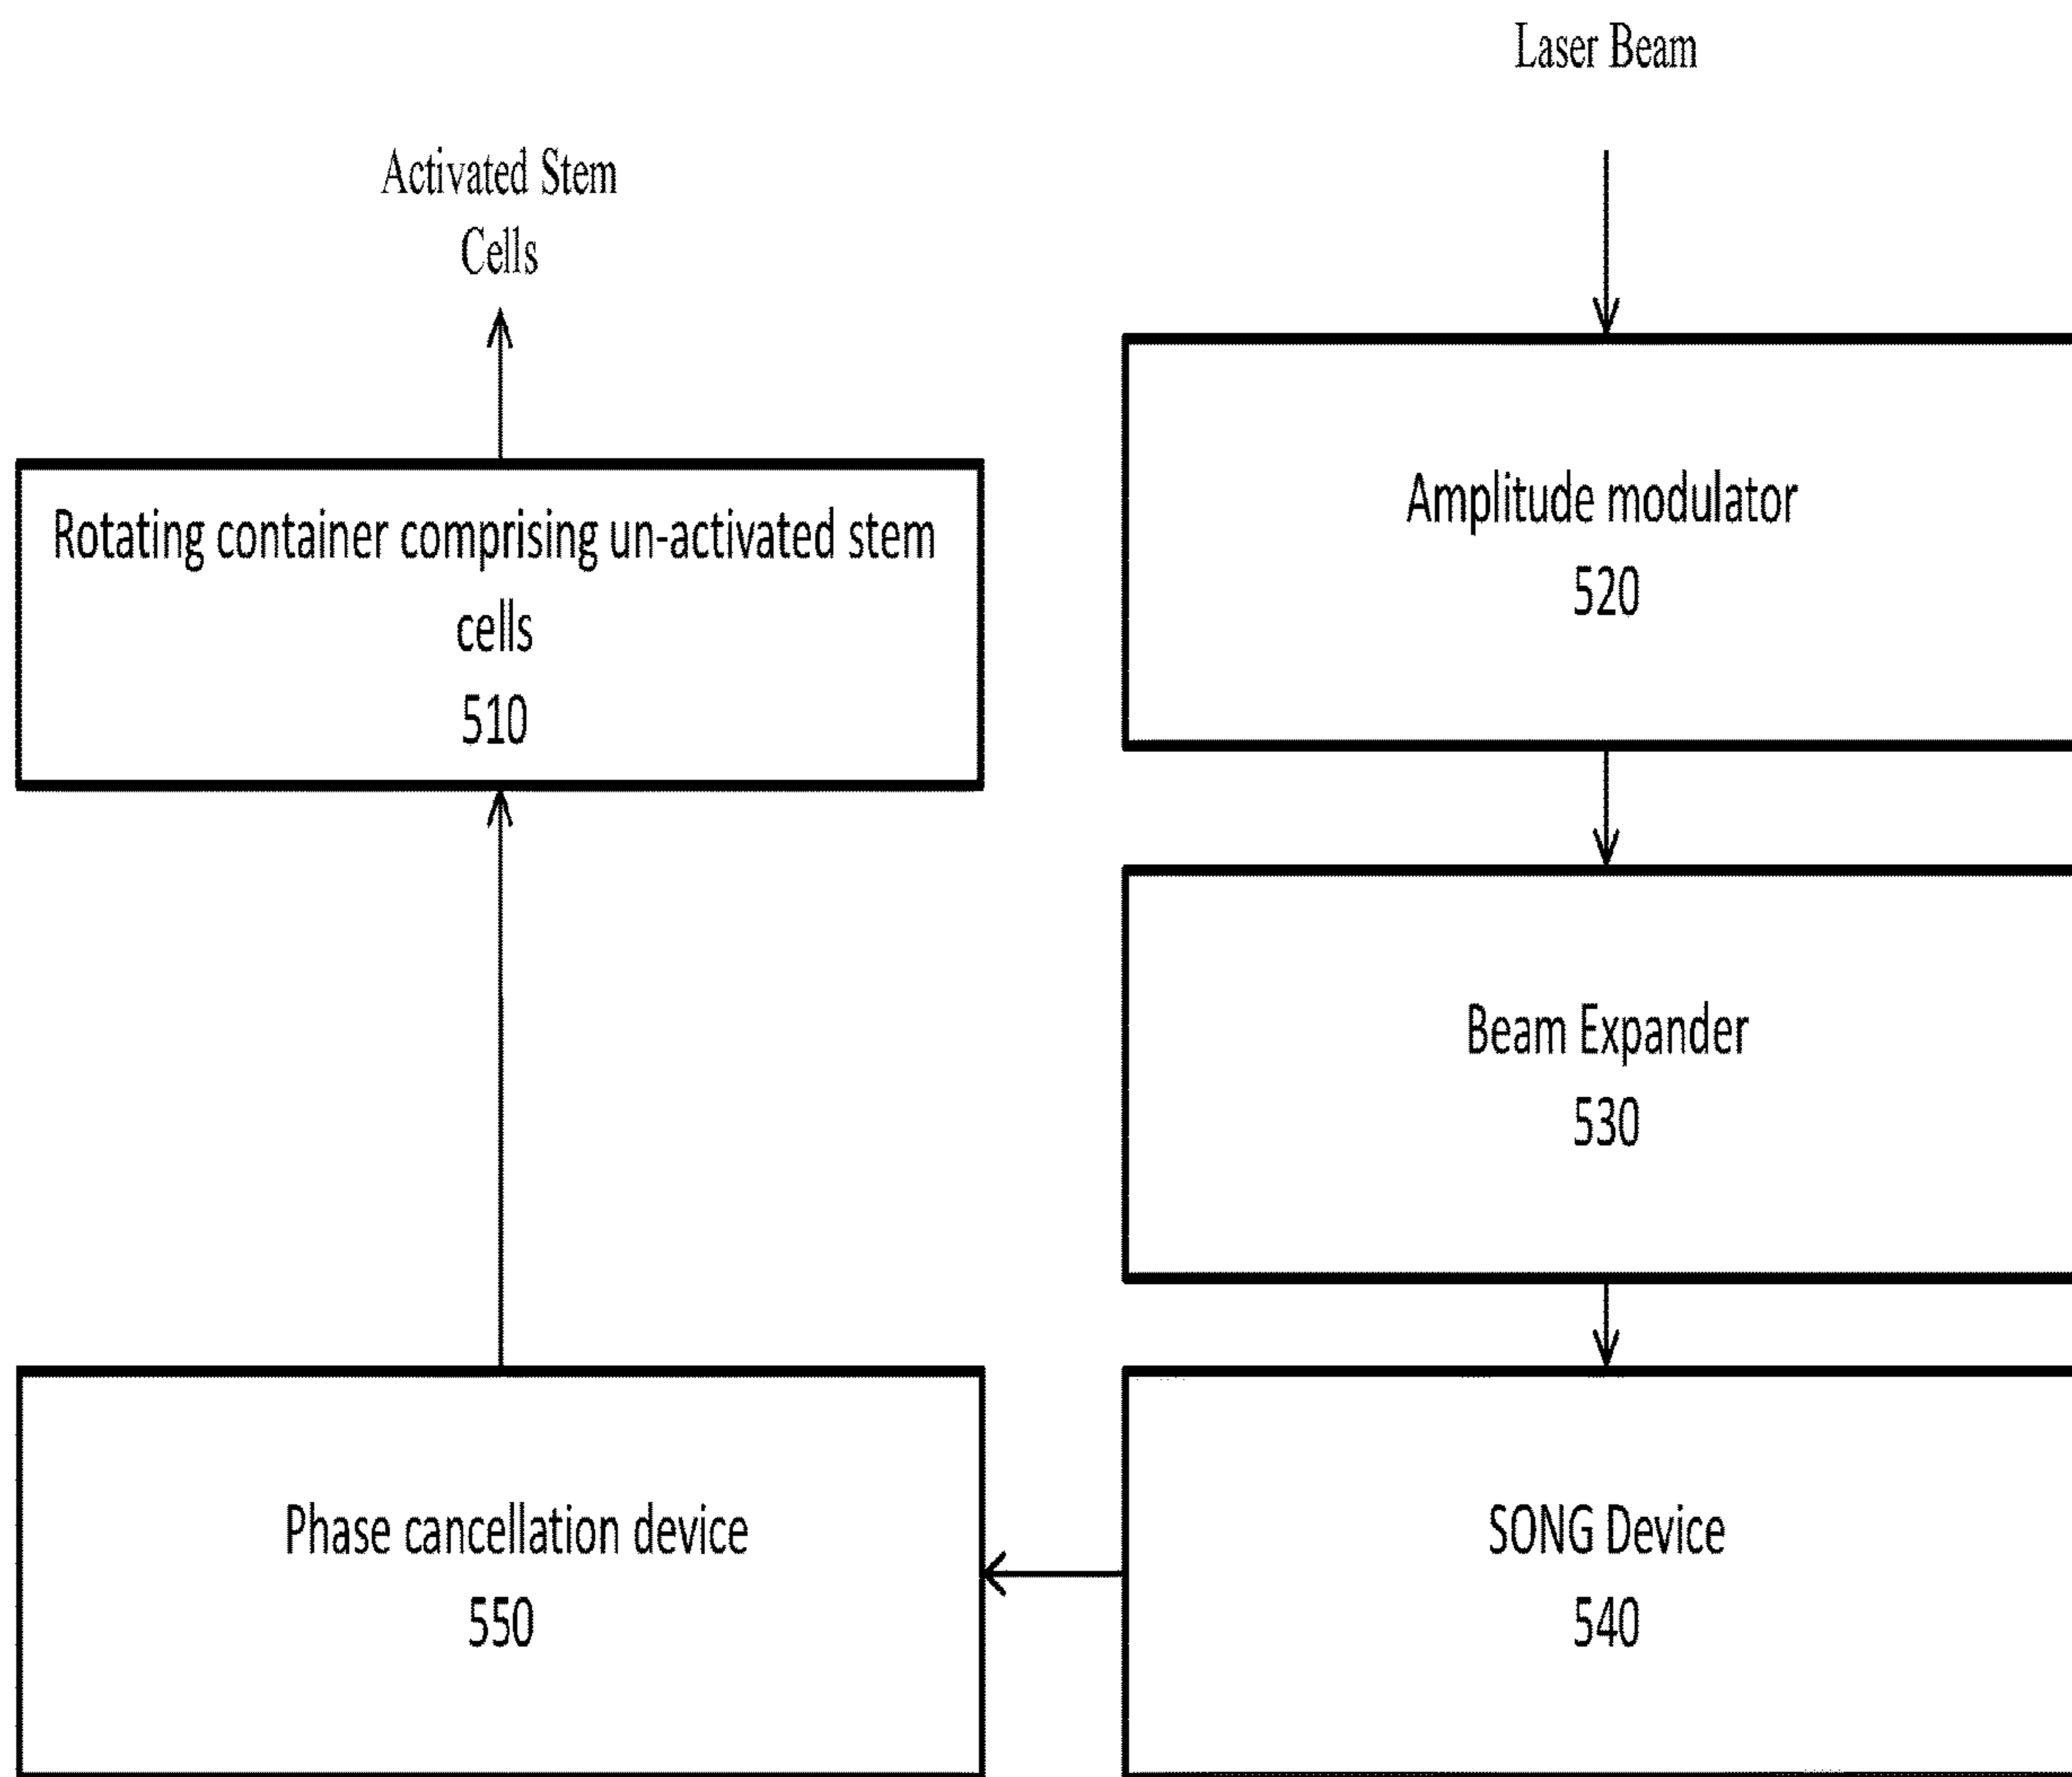 Laser Beam
Activated Stem
Cells
Rotating container comprising un-activated stem
cells
510
Amplitude modulator
520
Beam Expander
530
Phase cancellation device
550
SONG Device
540